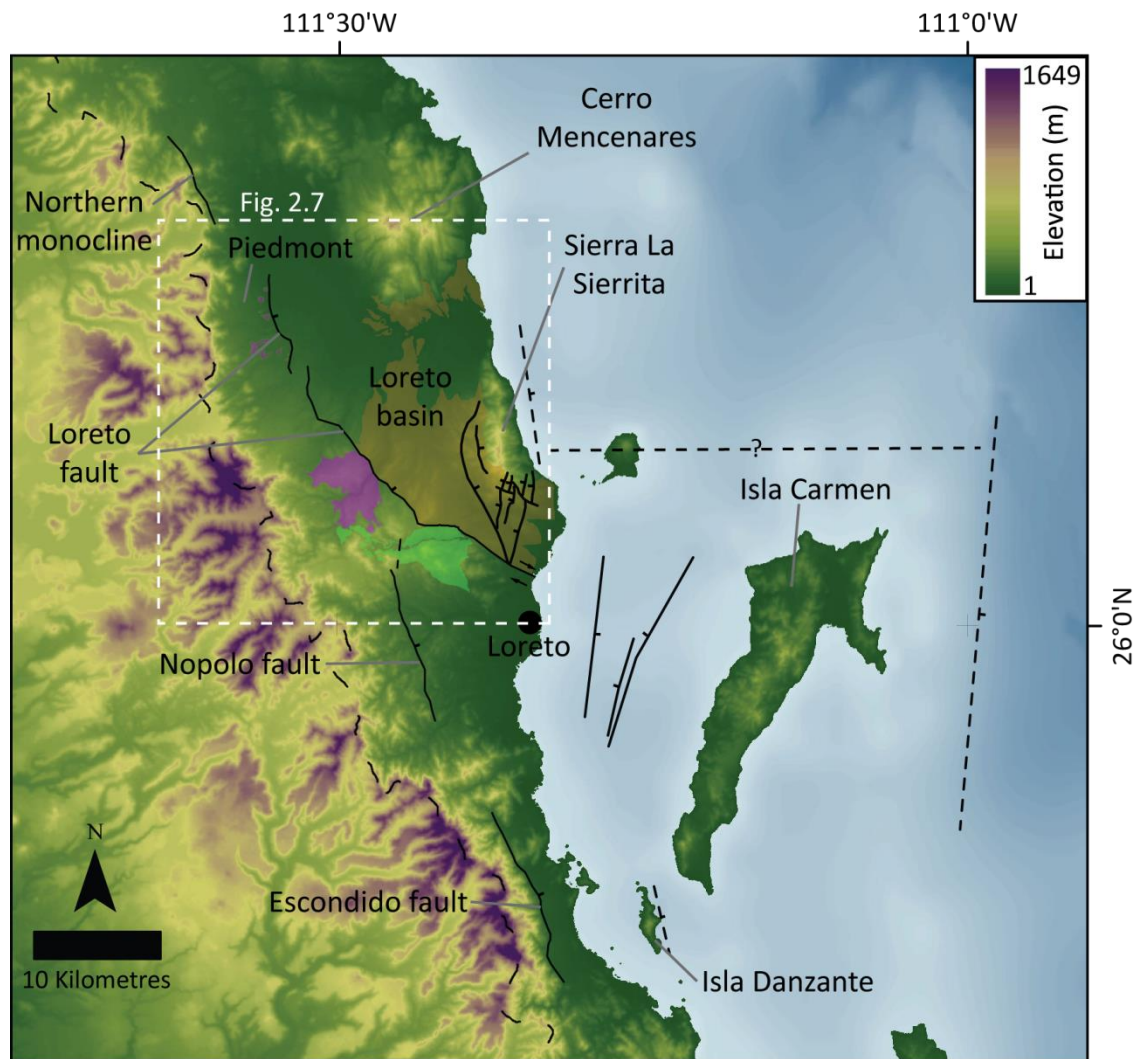 111°30'W
111°0'W
1649
Elevation (m)
1
Cerro
Mencenares
Northern
monocline
Fig. 2.7
Piedmont
Sierra La
Sierrita
Loreto
basin
Loreto
fault
?
Isla Carmen
26°0'N
Loreto
Nopolo fault
N
10 Kilometres
Escondido fault
Isla Danzante